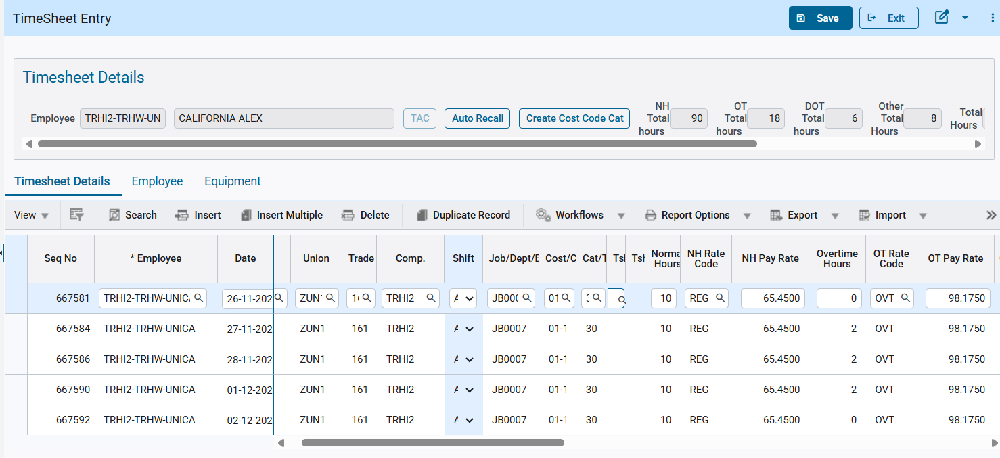 TimeSheet Entry Save Exit
Timesheet Details
Employee TRHI2-TRHW-UN CALIFORNIA ALEX TAC Auto Recall Create Cost Code Cat NH Total hours 90 OT Total hours 18 DOT Total hours 6 Other Total Hours 8 Total Hours
Timesheet Details Employee Equipment
View Search Insert Insert Multiple Delete Duplicate Record Workflows Report Options Export Import
Seq No * Employee Date Union Trade Comp. Shift Job/Dept/E Cost/C Cat/T Tsl Tsh Norma Hours NH Rate Code NH Pay Rate Overtime Hours OT Rate Code OT Pay Rate
667581 TRHI2-TRHW-UNIC 26-11-202 ZUN1 TRHI2 A JB00 01 10 REG 65.4500 0 OVT 98.1750
667584 TRHI2-TRHW-UNICA 27-11-202 ZUN1 161 TRHI2 A JB0007 01-1 30 10 REG 65.4500 2 OVT 98.1750
667586 TRHI2-TRHW-UNICA 28-11-202 ZUN1 161 TRHI2 A JB0007 01-1 30 10 REG 65.4500 2 OVT 98.1750
667590 TRHI2-TRHW-UNICA 01-12-202 ZUN1 161 TRHI2 A JB0007 01-1 30 10 REG 65.4500 2 OVT 98.1750
667592 TRHI2-TRHW-UNICA 02-12-202 ZUN1 161 TRHI2 A JB0007 01-1 30 10 REG 65.4500 0 OVT 98.1750